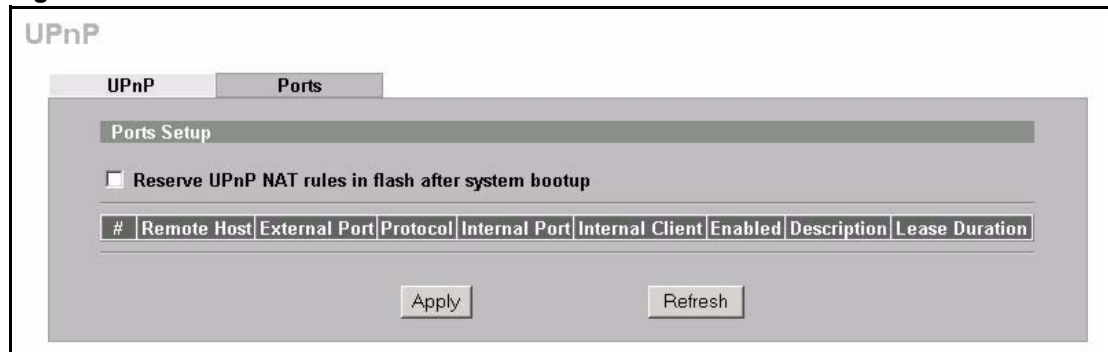 UPnP
UPnP Ports
Ports Setup
Reserve UPnP NAT rules in flash after system bootup
# Remote Host External Port Protocol Internal Port Internal Client Enabled Description Lease Duration
Apply Refresh